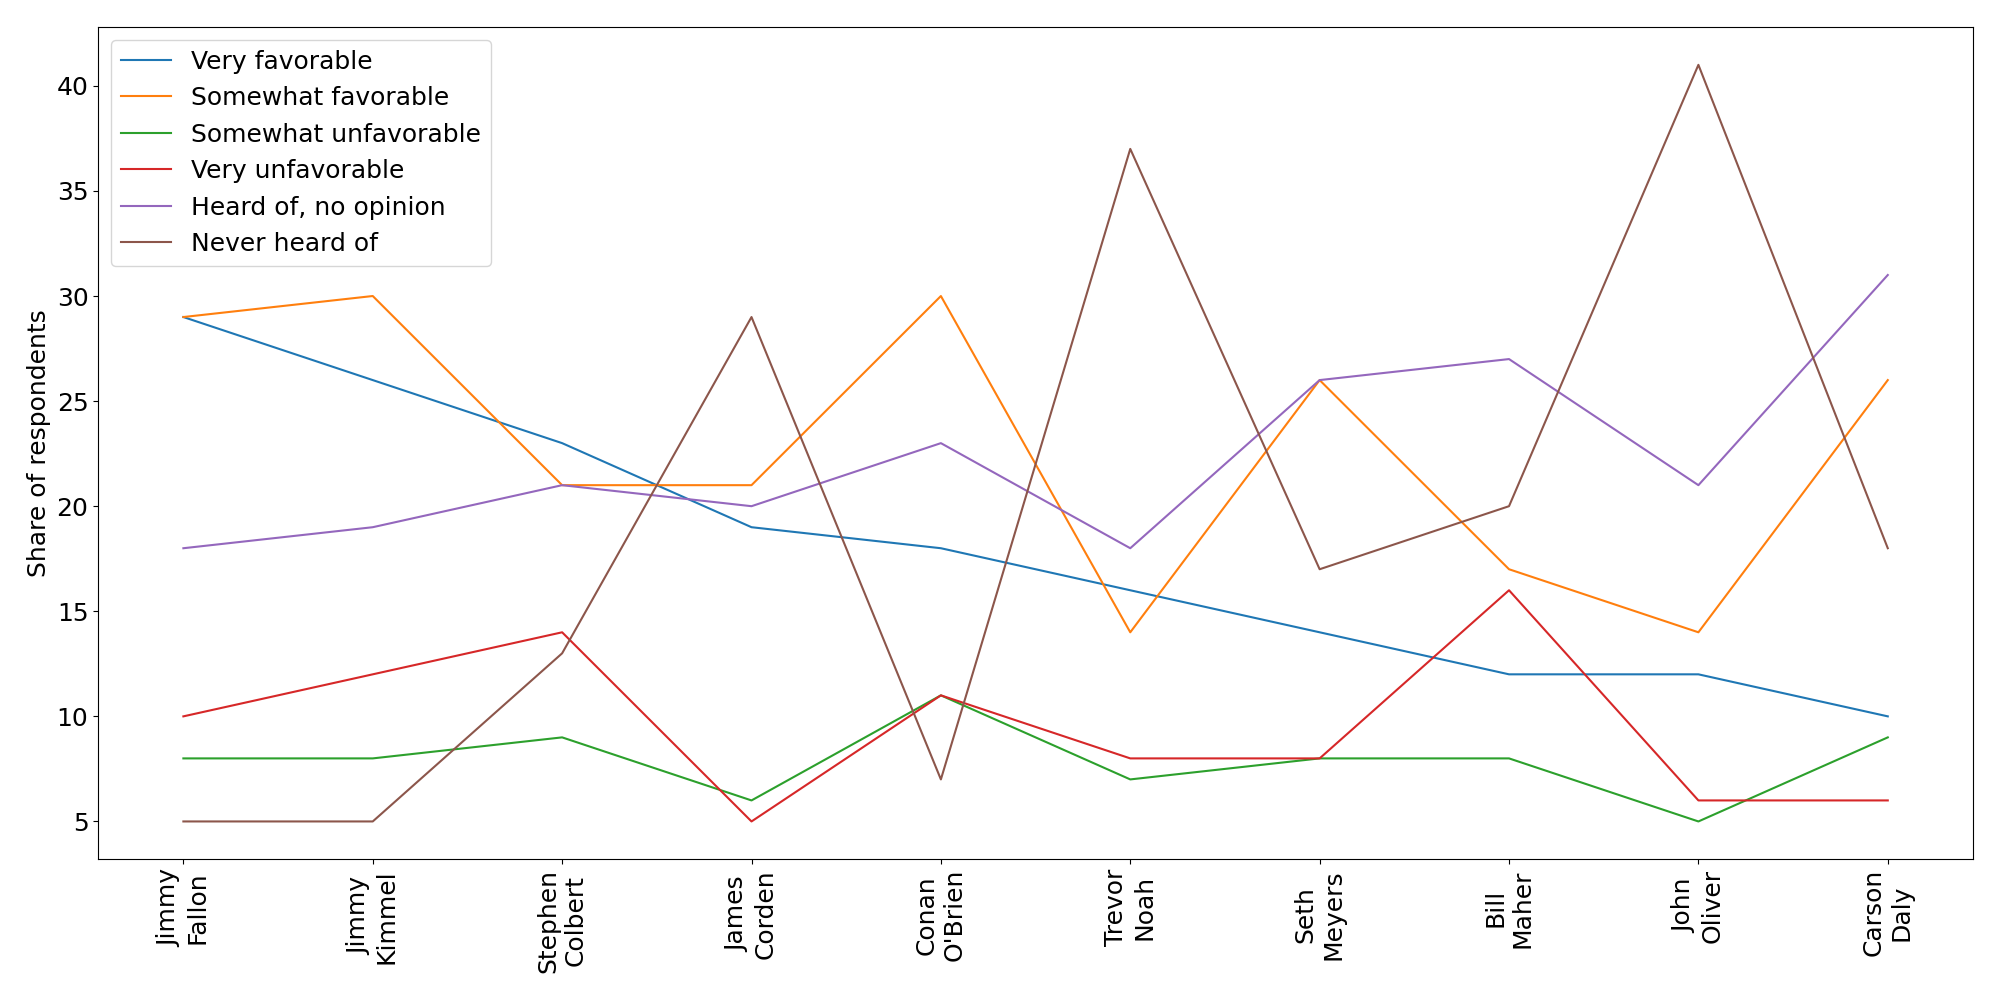 Very favorable
Somewhat favorable
Somewhat unfavorable
Very unfavorable
Heard of, no opinion
Never heard of
Share of respondents
40
35
30
25
20
15
10
5
Jimmy
Fallon
Jimmy
Kimmel
Stephen
Colbert
James
Corden
Conan
O'Brien
Trevor
Noah
Seth
Meyers
Bill
Maher
John
Oliver
Carson
Daly